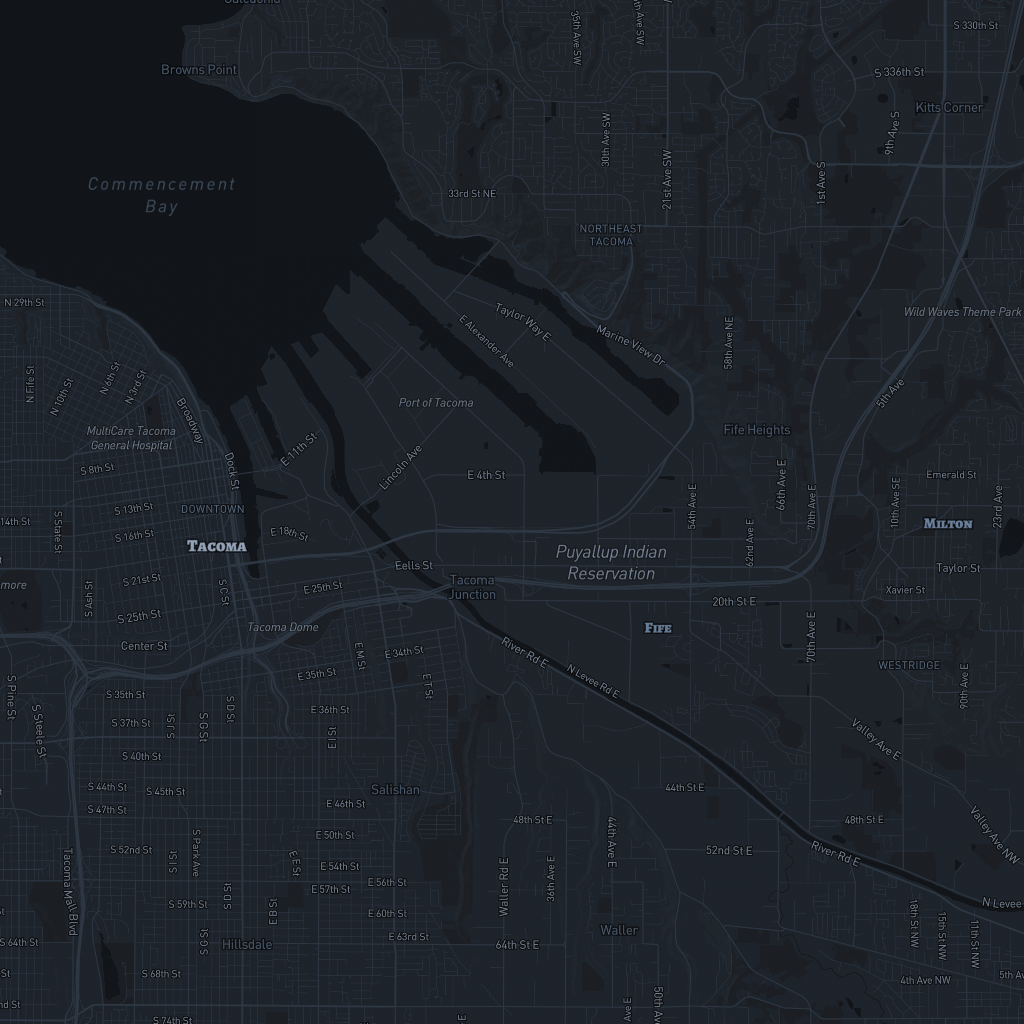 Caledonia
35th Ave SW
S 330th St
Browns Point
S 336th St
Kitts Corner
9th Ave S
30th Ave SW
21st Ave SW
1st Ave S
Commencement
Bay
33rd St NE
NORTHEAST
TACOMA
N 29th St
Taylor Way E
E Alexander Ave
Marine View Dr
58th Ave NE
Wild Waves Theme Park
N Fife St
N 10th St
N 6th St
N 3rd St
Broadway
5th Ave
Port of Tacoma
MultiCare Tacoma
General Hospital
Fife Heights
E 11th St
Lincoln Ave
S 8th St
Dock St
E 4th St
66th Ave E
Emerald St
10th Ave SE
23rd Ave
54th Ave E
70th Ave E
S 13th St
DOWNTOWN
14th St
S State St
S 16th St
E 18th St
62nd Ave E
MILTON
TACOMA
Puyallup Indian
Reservation
Eells St
Taylor St
more
S 21st St
Tacoma
Junction
S Ash St
S C St
E 25th St
Xavier St
20th St E
S 25th St
Tacoma Dome
FIFE
70th Ave E
Center St
E M St
E 34th St
River Rd E
WESTRIDGE
N Levee Rd E
E 35th St
90th Ave E
S Pine St
S 35th St
E T St
S D St
E 36th St
S Steele St
S 37th St
S J St
S G St
E I St
Valley Ave E
S 40th St
S 44th St
S 45th St
Salishan
44th St E
E 46th St
S 47th St
48th St E
44th Ave E
48th St E
Valley Ave NW
S 52nd St
S I St
S Park Ave
E 50th St
52nd St E
River Rd E
Tacoma Mall Blvd
E E St
E 54th St
Waller Rd E
36th Ave E
E 56th St
E 57th St
S 59th St
S D S
E B St
E 60th St
N Levee
18th St NW
15th St NW
11th St NW
S 64th St
S G S
Hillsdale
E 63rd St
64th St E
Waller
St
S 68th St
4th Ave NW
5th A
nd St
S 74th St
E
Ave E
50th Av